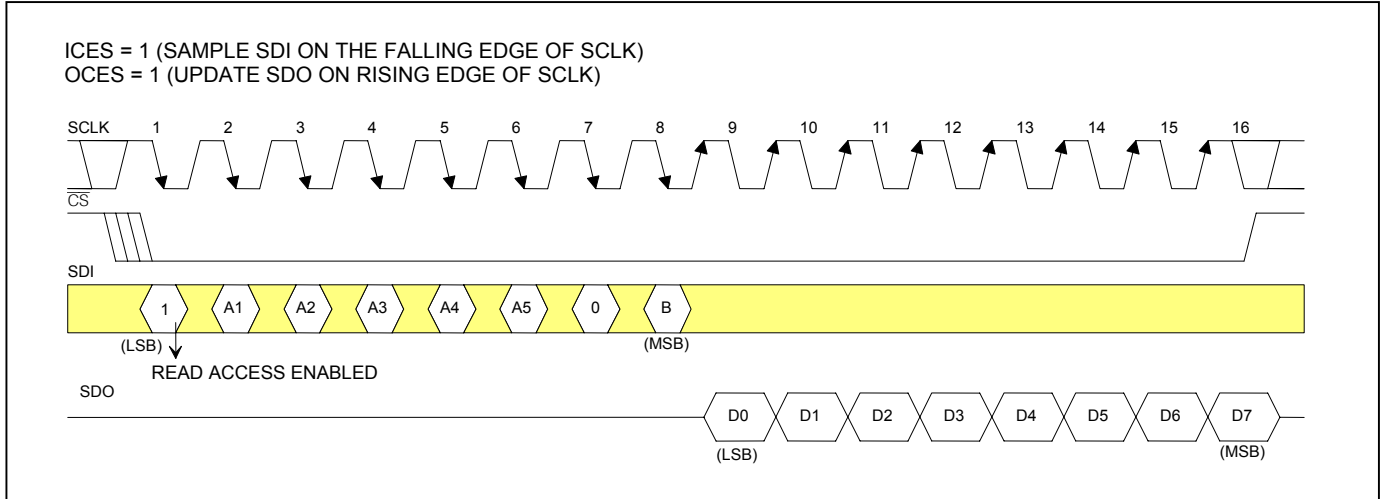 ICES = 1 (SAMPLE SDI ON THE FALLING EDGE OF SCLK)
OCES = 1 (UPDATE SDO ON RISING EDGE OF SCLK)
SCLK 1 2 3 4 5 6 7 8 9 10 11 12 13 14 15 16
CS
SDI
1 A1 A2 A3 A4 A5 0 B
(LSB) (MSB)
READ ACCESS ENABLED
SDO
D0 D1 D2 D3 D4 D5 D6 D7
(LSB) (MSB)